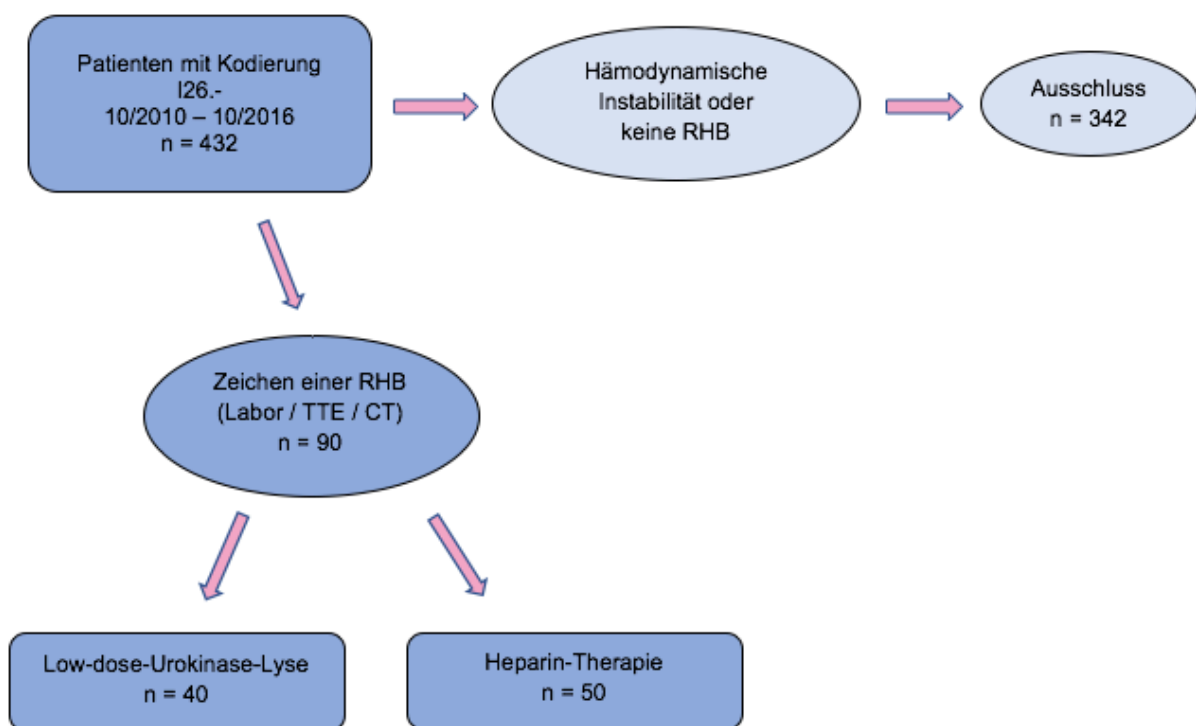 Patienten mit Kodierung
I26.-
10/2010 – 10/2016
n = 432
Hämodynamische
Instabilität oder
keine RHB
Ausschluss
n = 342
Zeichen einer RHB
(Labor / TTE / CT)
n = 90
Low-dose-Urokinase-Lyse
n = 40
Heparin-Therapie
n = 50